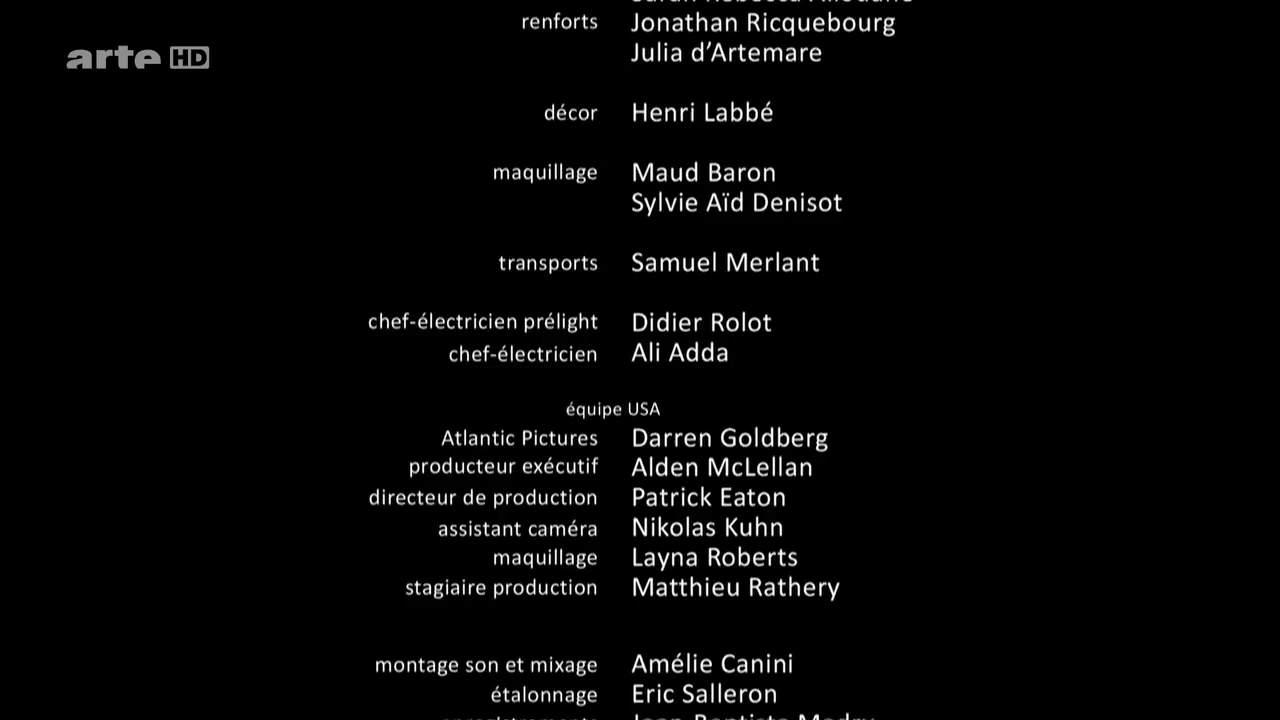 arte HD
renforts Jonathan Ricquebourg
Julia d’Artemare
décor Henri Labbé
maquillage Maud Baron
Sylvie Aïd Denisot
transports Samuel Merlant
chef-électricien prélight Didier Rolot
chef-électricien Ali Adda
équipe USA
Atlantic Pictures Darren Goldberg
producteur exécutif Alden McLellan
directeur de production Patrick Eaton
assistant caméra Nikolas Kuhn
maquillage Layna Roberts
stagiaire production Matthieu Rathery
montage son et mixage Amélie Canini
étalonnage Eric Salleron